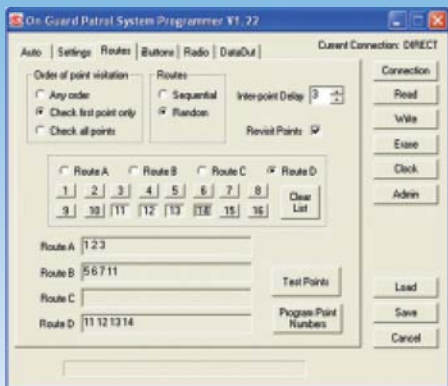 On-Guard Patrol System Programmer V1.22
Auto Settings Routes Buttons Radio DataOut
Current Connection: DIRECT
Order of point visitation
Any order
Check first point only
Check all points
Routes
Sequential
Random
Inter-point Delay 3
Revisit Points
Connection
Read
Write
Erase
Clock
Admin
Route A Route B Route C Route D
1 2 3 4 5 6 7 8
9 10 11 12 13 14 15 16
Clear
List
Route A 1 2 3
Route B 5 6 7 11
Route C
Route D 11 12 13 14
Test Points
Program Point
Numbers
Load
Save
Cancel